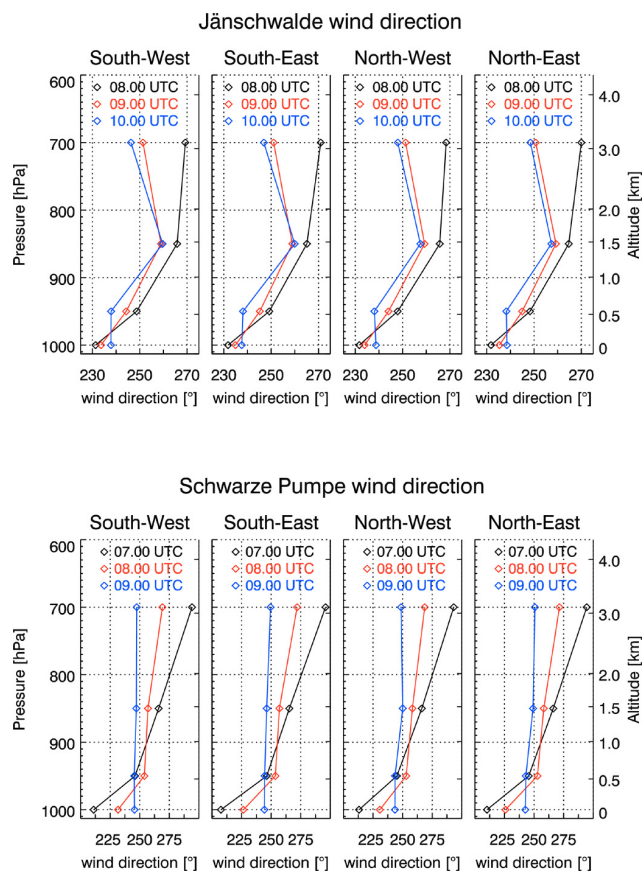 Jänschwalde wind direction
South-West South-East North-West North-East
08.00 UTC 08.00 UTC 08.00 UTC 08.00 UTC
09.00 UTC 09.00 UTC 09.00 UTC 09.00 UTC
10.00 UTC 10.00 UTC 10.00 UTC 10.00 UTC
Pressure [hPa]
600
700
800
900
1000
4.0
3.0
2.0
1.5
1.0
0.5
0
Altitude [km]
230 250 270 230 250 270 230 250 270 230 250 270
wind direction [°] wind direction [°] wind direction [°] wind direction [°]
Schwarze Pumpe wind direction
South-West South-East North-West North-East
07.00 UTC 07.00 UTC 07.00 UTC 07.00 UTC
08.00 UTC 08.00 UTC 08.00 UTC 08.00 UTC
09.00 UTC 09.00 UTC 09.00 UTC 09.00 UTC
Pressure [hPa]
600
700
800
900
1000
4.0
3.0
2.0
1.5
1.0
0.5
0
Altitude [km]
225 250 275 225 250 275 225 250 275 225 250 275
wind direction [°] wind direction [°] wind direction [°] wind direction [°]